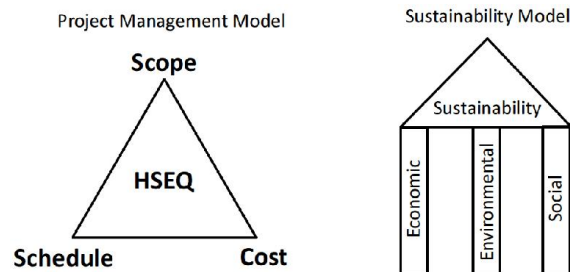 Project Management Model
Scope
HSEQ
Schedule
Cost
Sustainability Model
Sustainability
Economic
Environmental
Social